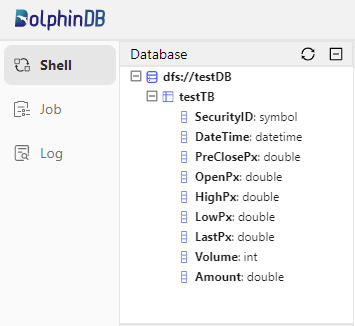 DolphinDB
Shell
Job
Log
Database
dfs://testDB
testTB
SecurityID: symbol
DateTime: datetime
PreClosePx: double
OpenPx: double
HighPx: double
LowPx: double
LastPx: double
Volume: int
Amount: double